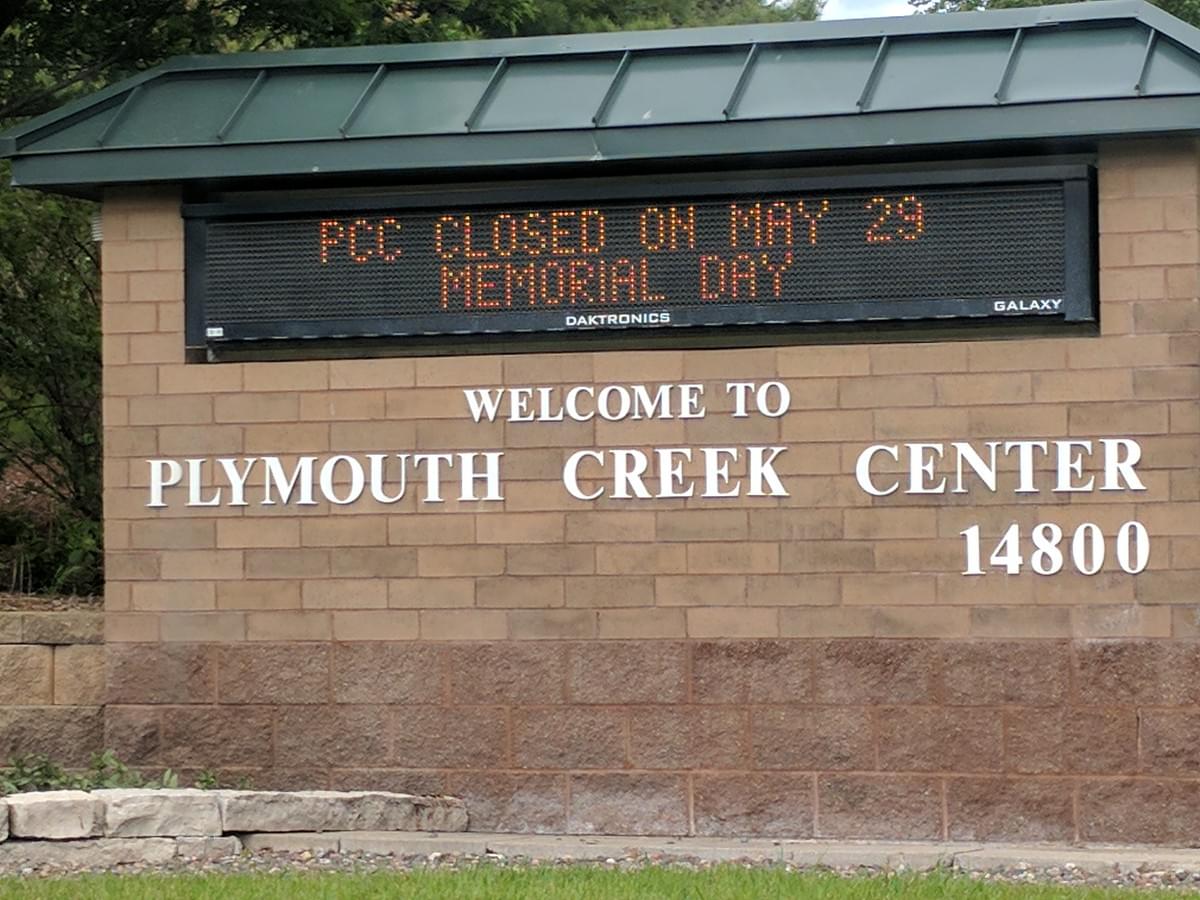 PCC CLOSED ON MAY 29
MEMORIAL DAY
DAKTRONICS
GALAXY
WELCOME TO
PLYMOUTH CREEK CENTER
14800